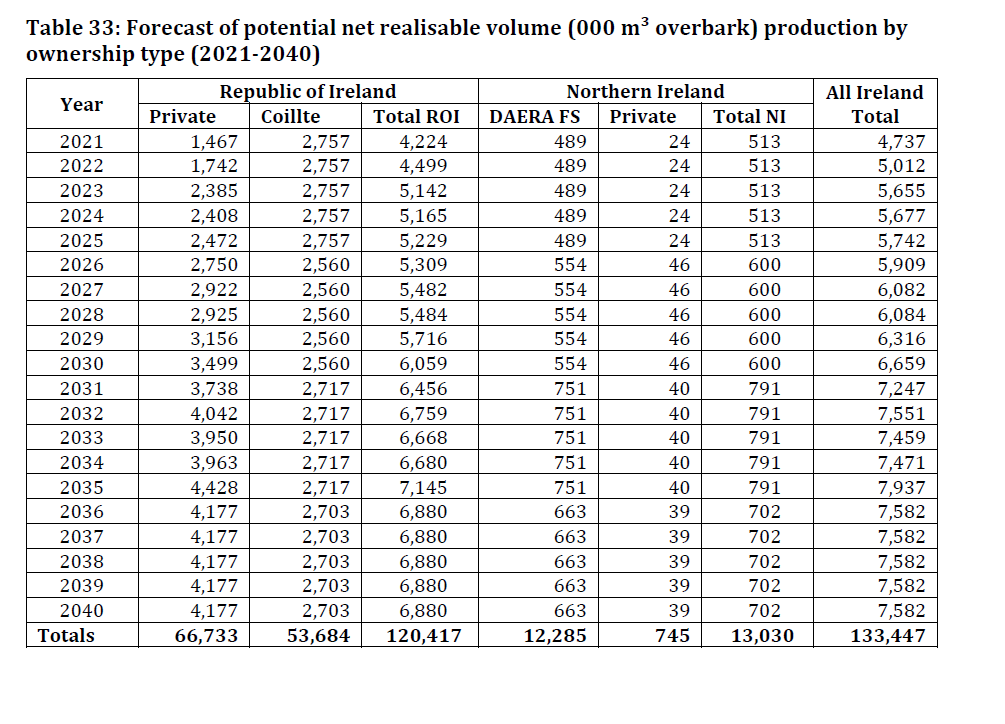 Table 33: Forecast of potential net realisable volume (000 m³ overbark) production by
ownership type (2021-2040)
Year Republic of Ireland Northern Ireland All Ireland Total
Private Coillte Total ROI DAERA FS Private Total NI
2021 1,467 2,757 4,224 489 24 513 4,737
2022 1,742 2,757 4,499 489 24 513 5,012
2023 2,385 2,757 5,142 489 24 513 5,655
2024 2,408 2,757 5,165 489 24 513 5,677
2025 2,472 2,757 5,229 489 24 513 5,742
2026 2,750 2,560 5,309 554 46 600 5,909
2027 2,922 2,560 5,482 554 46 600 6,082
2028 2,925 2,560 5,484 554 46 600 6,084
2029 3,156 2,560 5,716 554 46 600 6,316
2030 3,499 2,560 6,059 554 46 600 6,659
2031 3,738 2,717 6,456 751 40 791 7,247
2032 4,042 2,717 6,759 751 40 791 7,551
2033 3,950 2,717 6,668 751 40 791 7,459
2034 3,963 2,717 6,680 751 40 791 7,471
2035 4,428 2,717 7,145 751 40 791 7,937
2036 4,177 2,703 6,880 663 39 702 7,582
2037 4,177 2,703 6,880 663 39 702 7,582
2038 4,177 2,703 6,880 663 39 702 7,582
2039 4,177 2,703 6,880 663 39 702 7,582
2040 4,177 2,703 6,880 663 39 702 7,582
Totals 66,733 53,684 120,417 12,285 745 13,030 133,447